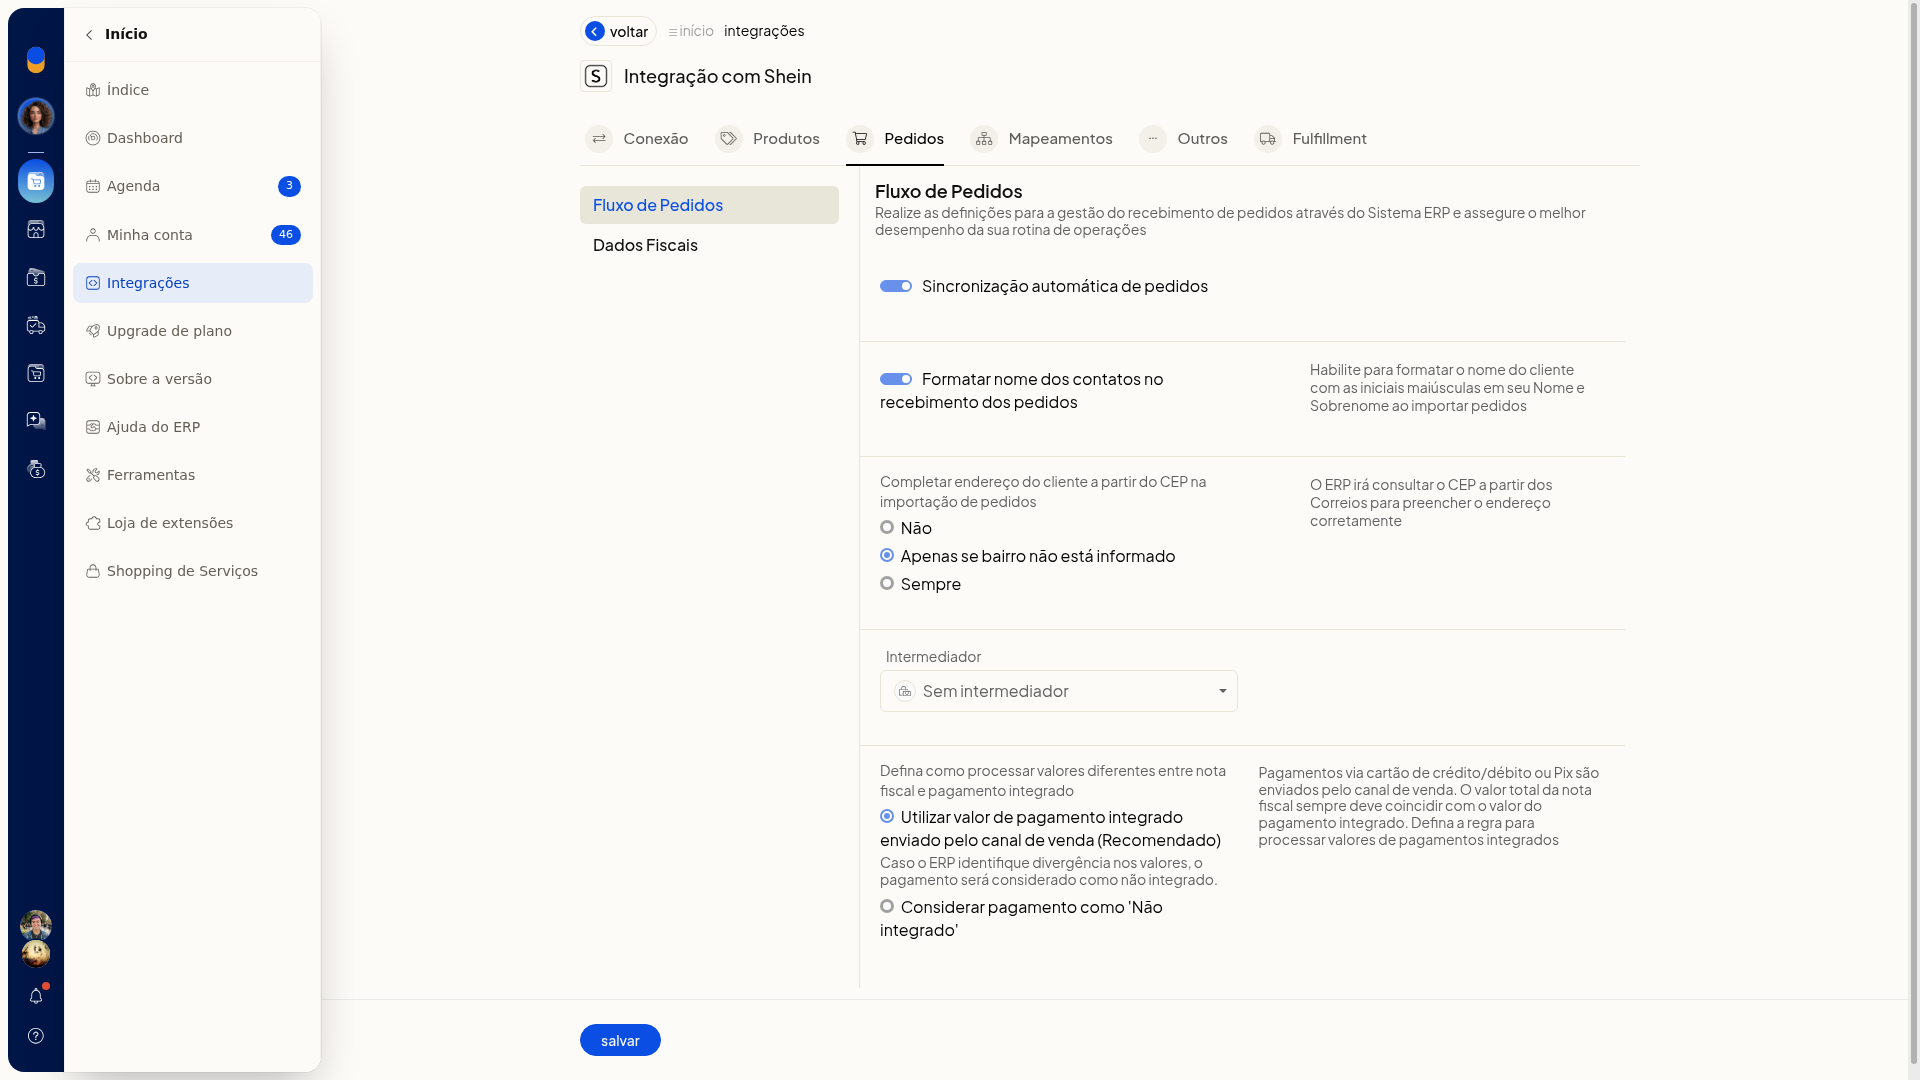 Início
Índice
Dashboard
Agenda
3
Minha conta
46
Integrações
Upgrade de plano
Sobre a versão
Ajuda do ERP
Ferramentas
Loja de extensões
Shopping de Serviços
voltar
início integrações
S
Integração com Shein
Conexão
Produtos
Pedidos
Mapeamentos
Outros
Fulfillment
Fluxo de Pedidos
Dados Fiscais
Fluxo de Pedidos
Realize as definições para a gestão do recebimento de pedidos através do Sistema ERP e assegure o melhor
desempenho da sua rotina de operações
Sincronização automática de pedidos
Formatar nome dos contatos no
recebimento dos pedidos
Habilite para formatar o nome do cliente
com as iniciais maiúsculas em seu Nome e
Sobrenome ao importar pedidos
Completar endereço do cliente a partir do CEP na
importação de pedidos
Não
Apenas se bairro não está informado
Sempre
O ERP irá consultar o CEP a partir dos
Correios para preencher o endereço
corretamente
Intermediador
Sem intermediador
Defina como processar valores diferentes entre nota
fiscal e pagamento integrado
Utilizar valor de pagamento integrado
enviado pelo canal de venda (Recomendado)
Caso o ERP identifique divergência nos valores, o
pagamento será considerado como não integrado.
Considerar pagamento como 'Não
integrado'
Pagamentos via cartão de crédito/débito ou Pix são
enviados pelo canal de venda. O valor total da nota
fiscal sempre deve coincidir com o valor do
pagamento integrado. Defina a regra para
processar valores de pagamentos integrados
salvar